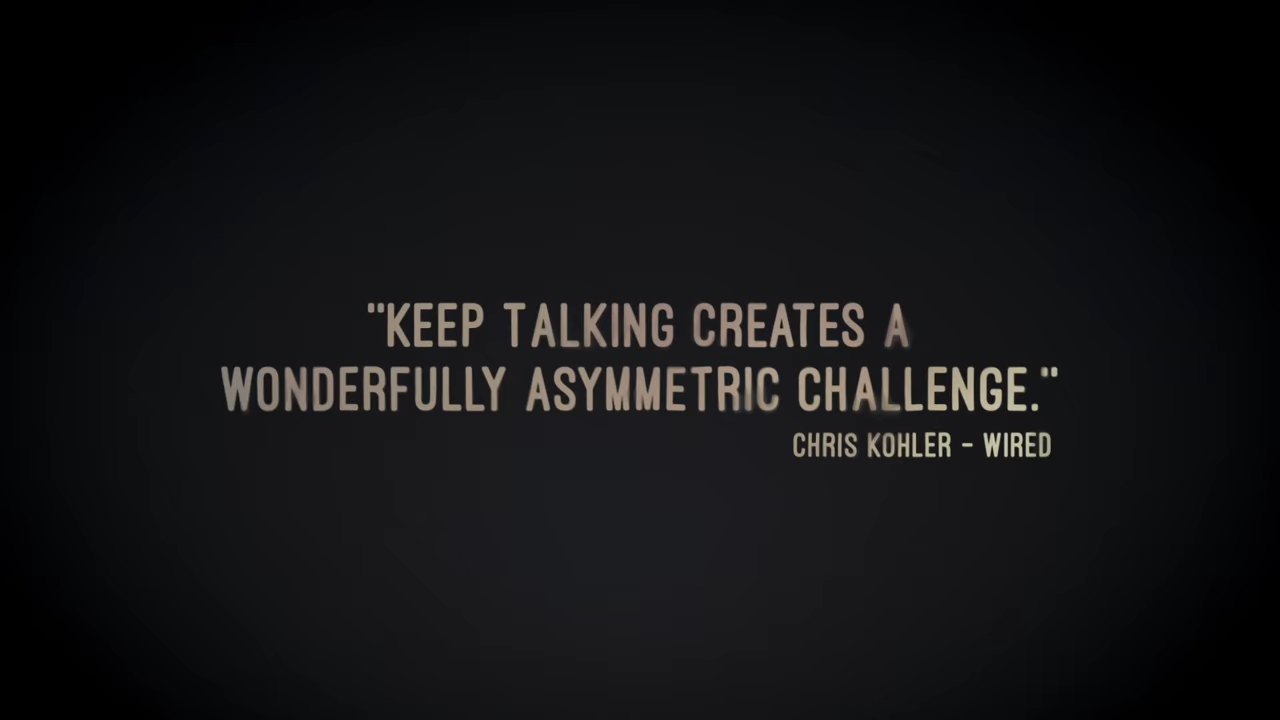 "KEEP TALKING CREATES A
WONDERFULLY ASYMMETRIC CHALLENGE."
CHRIS KOHLER - WIRED